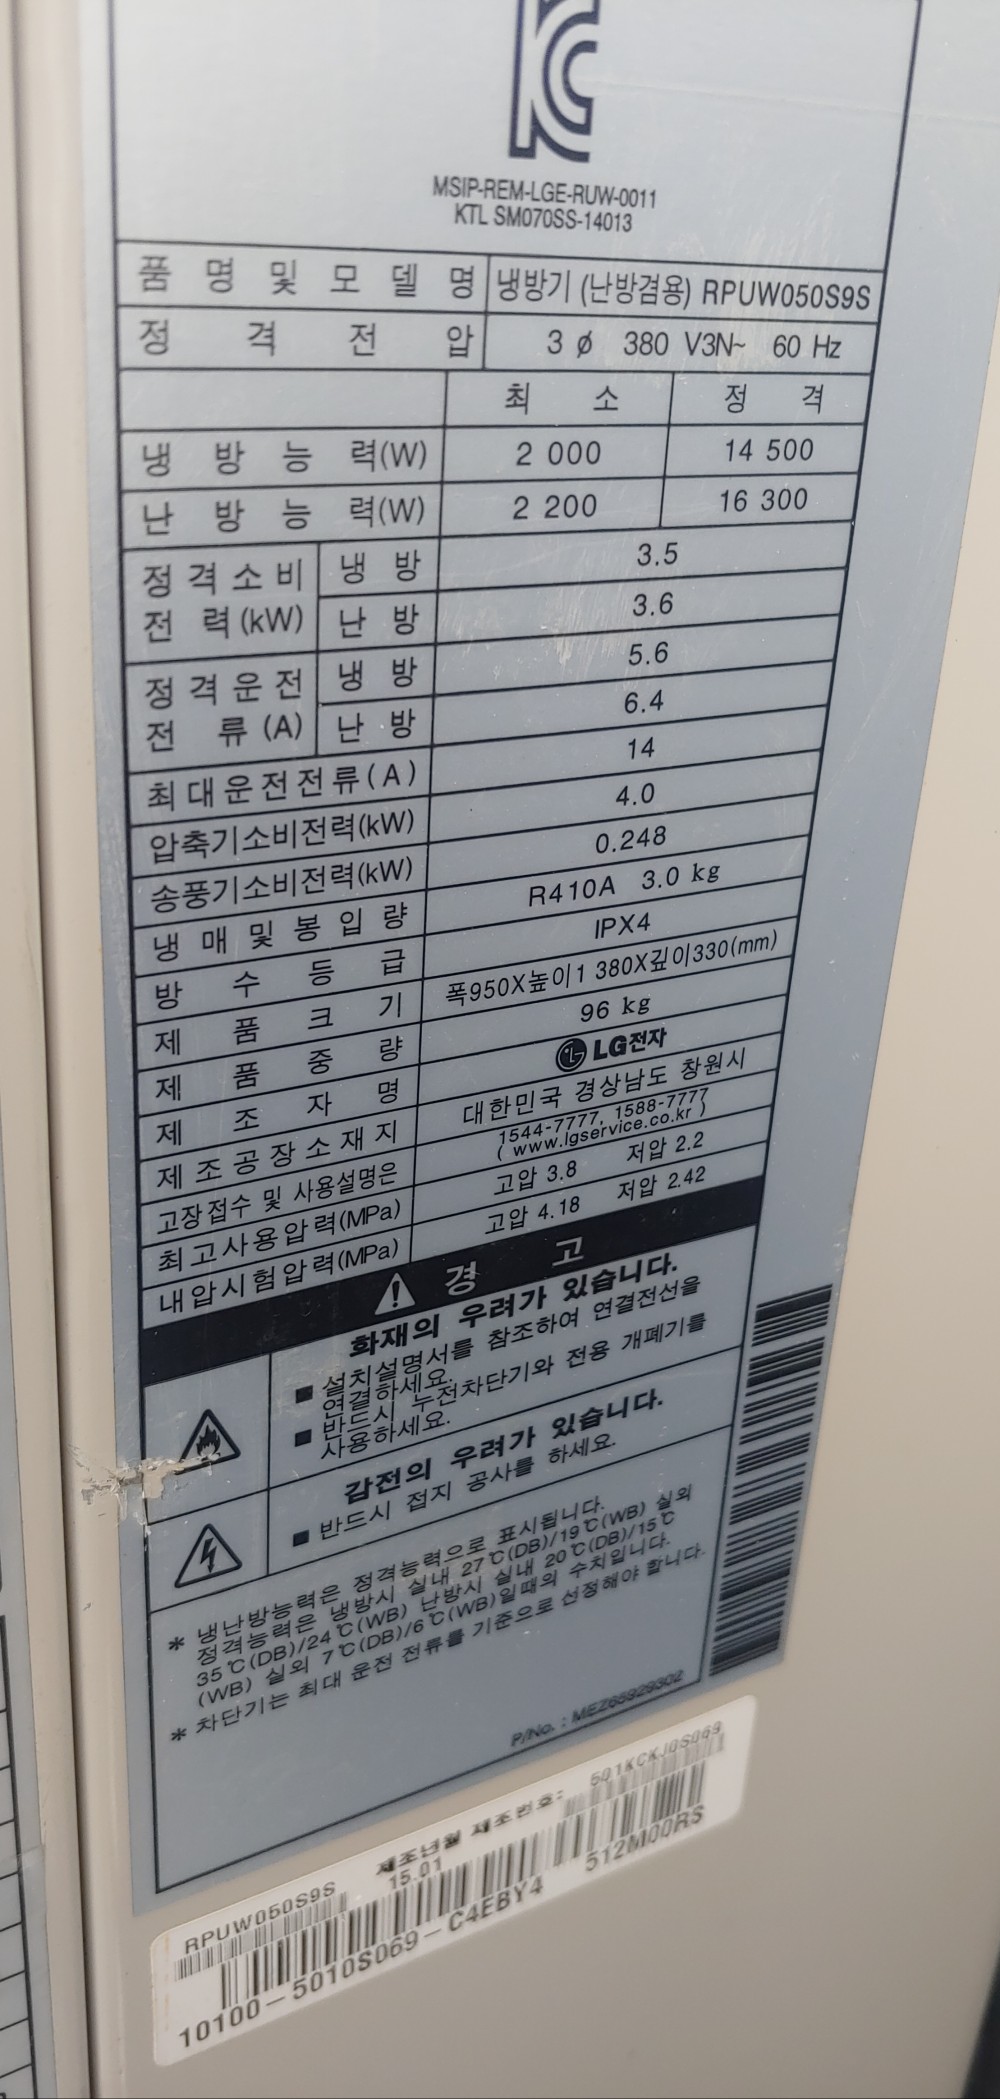 MSIP-REM-LGE-RUW-0011
KTL SM070SS-14013
품명및모델명 냉방기 (난방겸용) RPUW050S9S
정격전압 3 ø 380 V3N~ 60 Hz
최소 정격
냉방능력(W) 2 000 14 500
난방능력(W) 2 200 16 300
정격소비전력(kW) 냉방 3.5
난방 3.6
정격운전전류(A) 냉방 5.6
난방 6.4
최대운전전류(A) 14
압축기소비전력(kW) 4.0
송풍기소비전력(kW) 0.248
냉매및봉입량 R410A 3.0 kg
방수등급 IPX4
제품크기 폭950X높이1 380X깊이330(mm)
제품중량 96 kg
제조자명 LG전자
제조공장소재지 대한민국 경상남도 창원시
고장접수 및 사용설명은 1544-7777, 1588-7777
( www.lgservice.co.kr )
최고사용압력(MPa) 고압 3.8 저압 2.2
내압시험압력(MPa) 고압 4.18 저압 2.42
경고
화재의 우려가 있습니다.
■ 설치설명서를 참조하여 연결전선을
연결하세요.
■ 반드시 누전차단기와 전용 개폐기를
사용하세요.
감전의 우려가 있습니다.
■ 반드시 접지 공사를 하세요.
* 냉난방능력은 정격능력으로 표시됩니다.
정격능력은 냉방시 실내 27℃(DB)/19℃(WB) 실외
35℃(DB)/24℃(WB) 난방시 실내 20℃(DB)/15℃
(WB) 실외 7℃(DB)/6℃(WB)일때의 수치입니다.
* 차단기는 최대 운전 전류를 기준으로 선정해야 합니다.
P/No. : MEZ65929302
RPUW050S9S 제조년월 제조번호: 501KCKJ0S069
15.01
10100-5010S069-C4EBY4 512M00RS